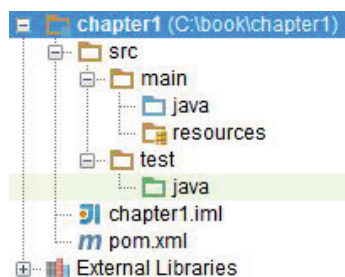 chapter1 (C:\book\chapter1)
src
main
java
resources
test
java
chapter1.iml
pom.xml
External Libraries